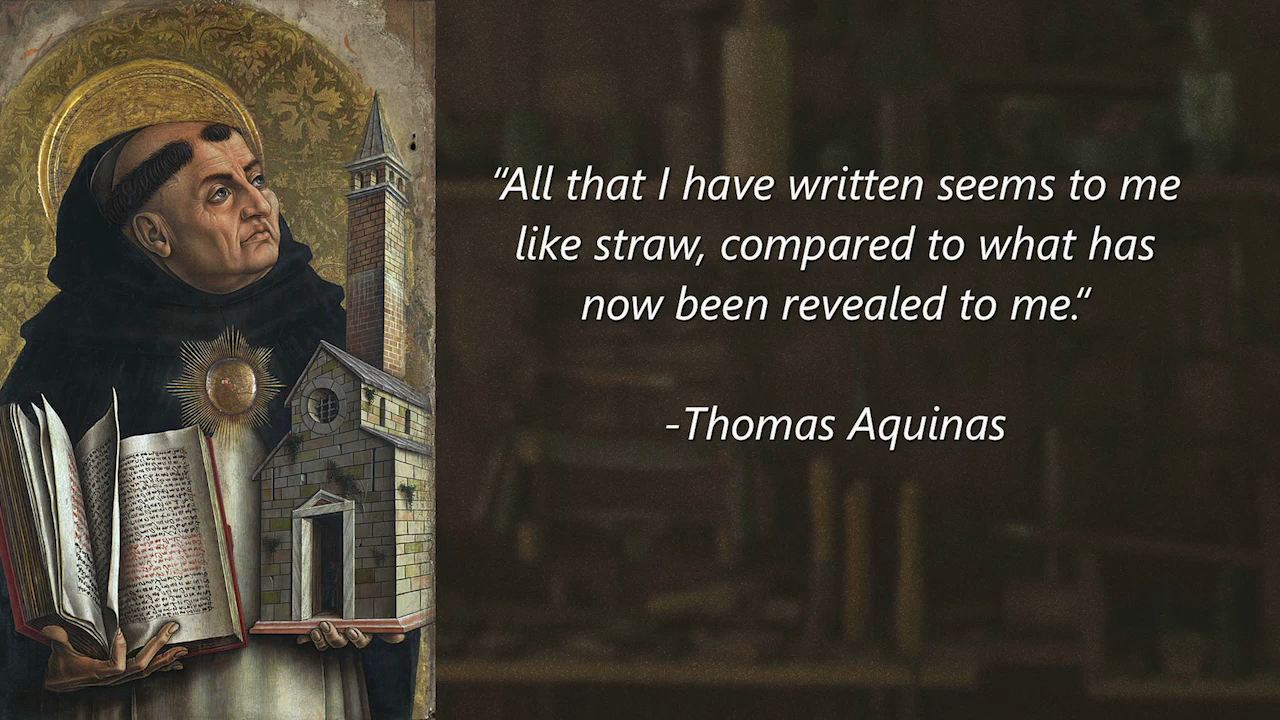 “All that I have written seems to me
like straw, compared to what has
now been revealed to me.“
-Thomas Aquinas